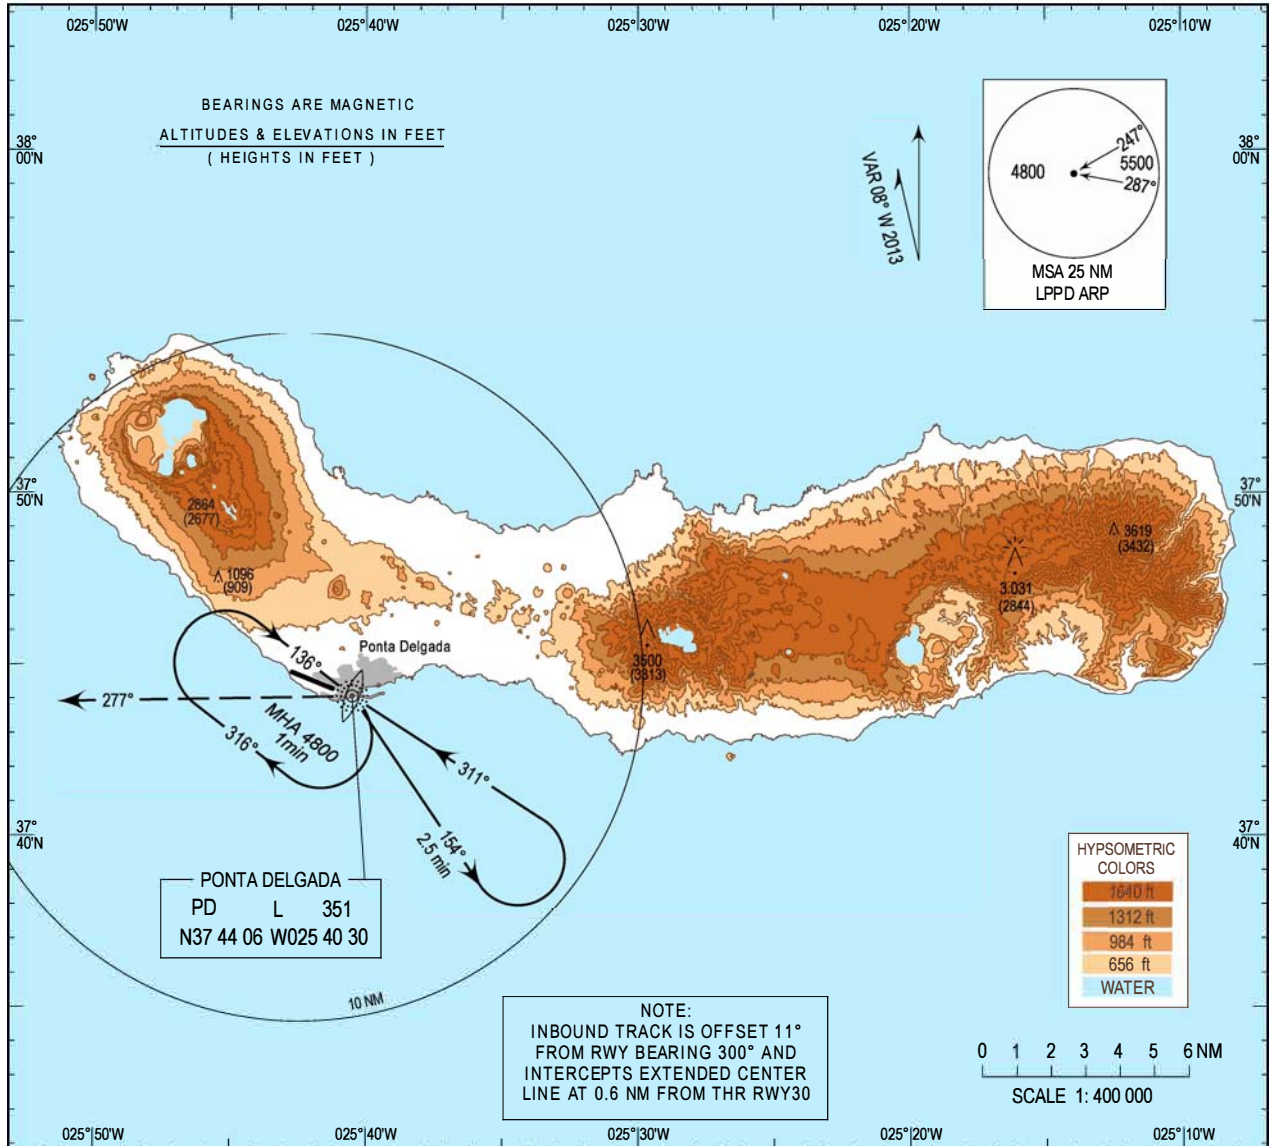 025°50'W
025°40'W
025°30'W
025°20'W
025°10'W
BEARINGS ARE MAGNETIC
ALTITUDES & ELEVATIONS IN FEET
( HEIGHTS IN FEET )
38°
00'N
VAR 08° W 2013
4800
247°
5500
287°
MSA 25 NM
LPPD ARP
38°
00'N
37°
50'N
2864
(2677)
1096
(909)
3619
(3432)
3.031
(2844)
3500
(3313)
37°
50'N
Ponta Delgada
136°
277°
MHA 4800
1min
316°
311°
154°
2.5 min
37°
40'N
37°
40'N
PONTA DELGADA
PD L 351
N37 44 06 W025 40 30
10 NM
HYPSOMETRIC
COLORS
1640 ft
1312 ft
984 ft
656 ft
WATER
NOTE:
INBOUND TRACK IS OFFSET 11°
FROM RWY BEARING 300° AND
INTERCEPTS EXTENDED CENTER
LINE AT 0.6 NM FROM THR RWY30
0 1 2 3 4 5 6 NM
SCALE 1: 400 000
025°50'W
025°40'W
025°30'W
025°20'W
025°10'W